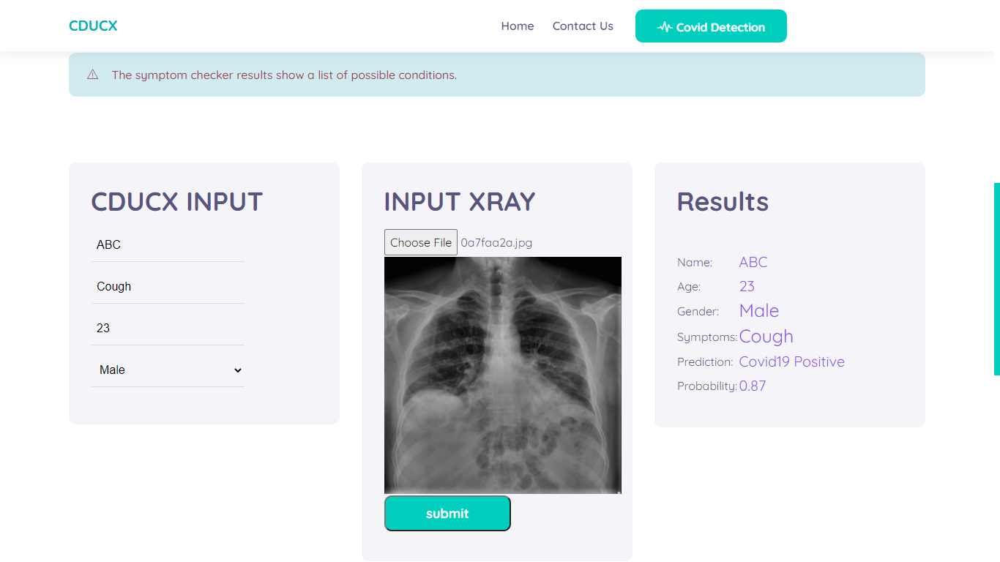 CDUCX
Home Contact Us Covid Detection
The symptom checker results show a list of possible conditions.
CDUCX INPUT
ABC
Cough
23
Male
INPUT XRAY
Choose File 0a7faa2a.jpg
submit
Results
Name: ABC
Age: 23
Gender: Male
Symptoms: Cough
Prediction: Covid19 Positive
Probability: 0.87